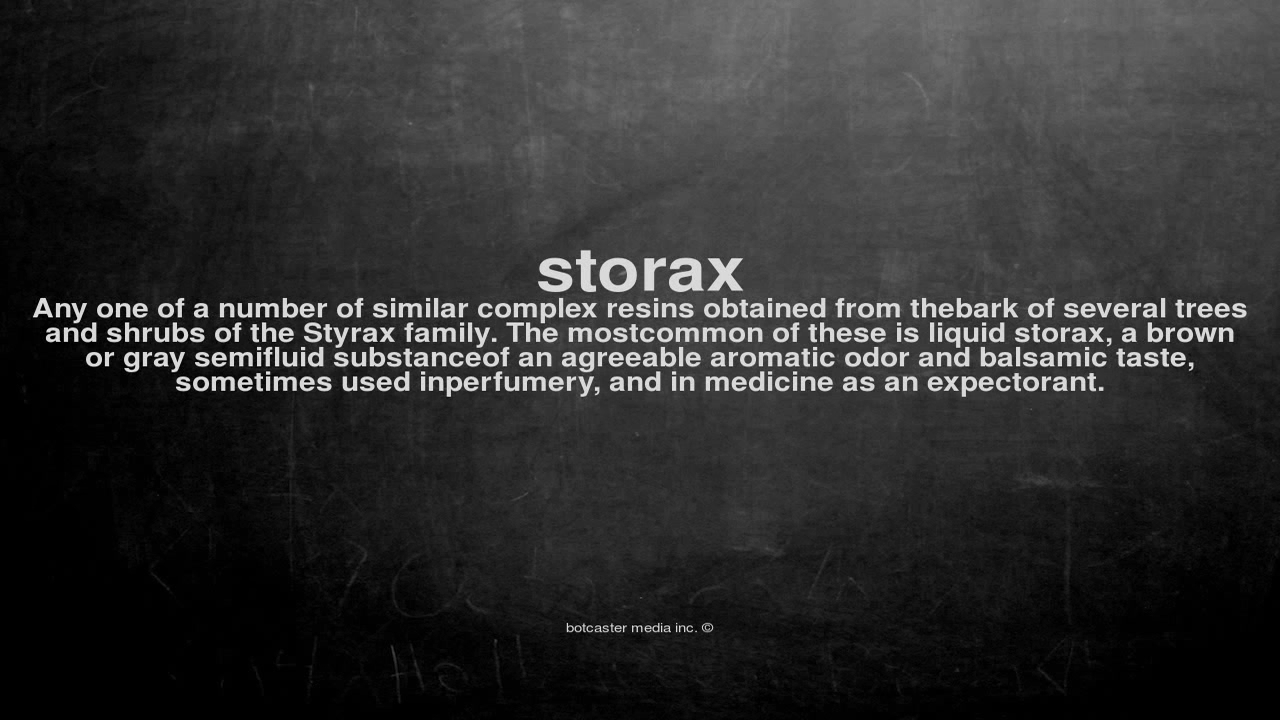 storax
Any one of a number of similar complex resins obtained from thebark of several trees
and shrubs of the Styrax family. The mostcommon of these is liquid storax, a brown
or gray semifluid substanceof an agreeable aromatic odor and balsamic taste,
sometimes used inperfumery, and in medicine as an expectorant.
botcaster media inc. ©